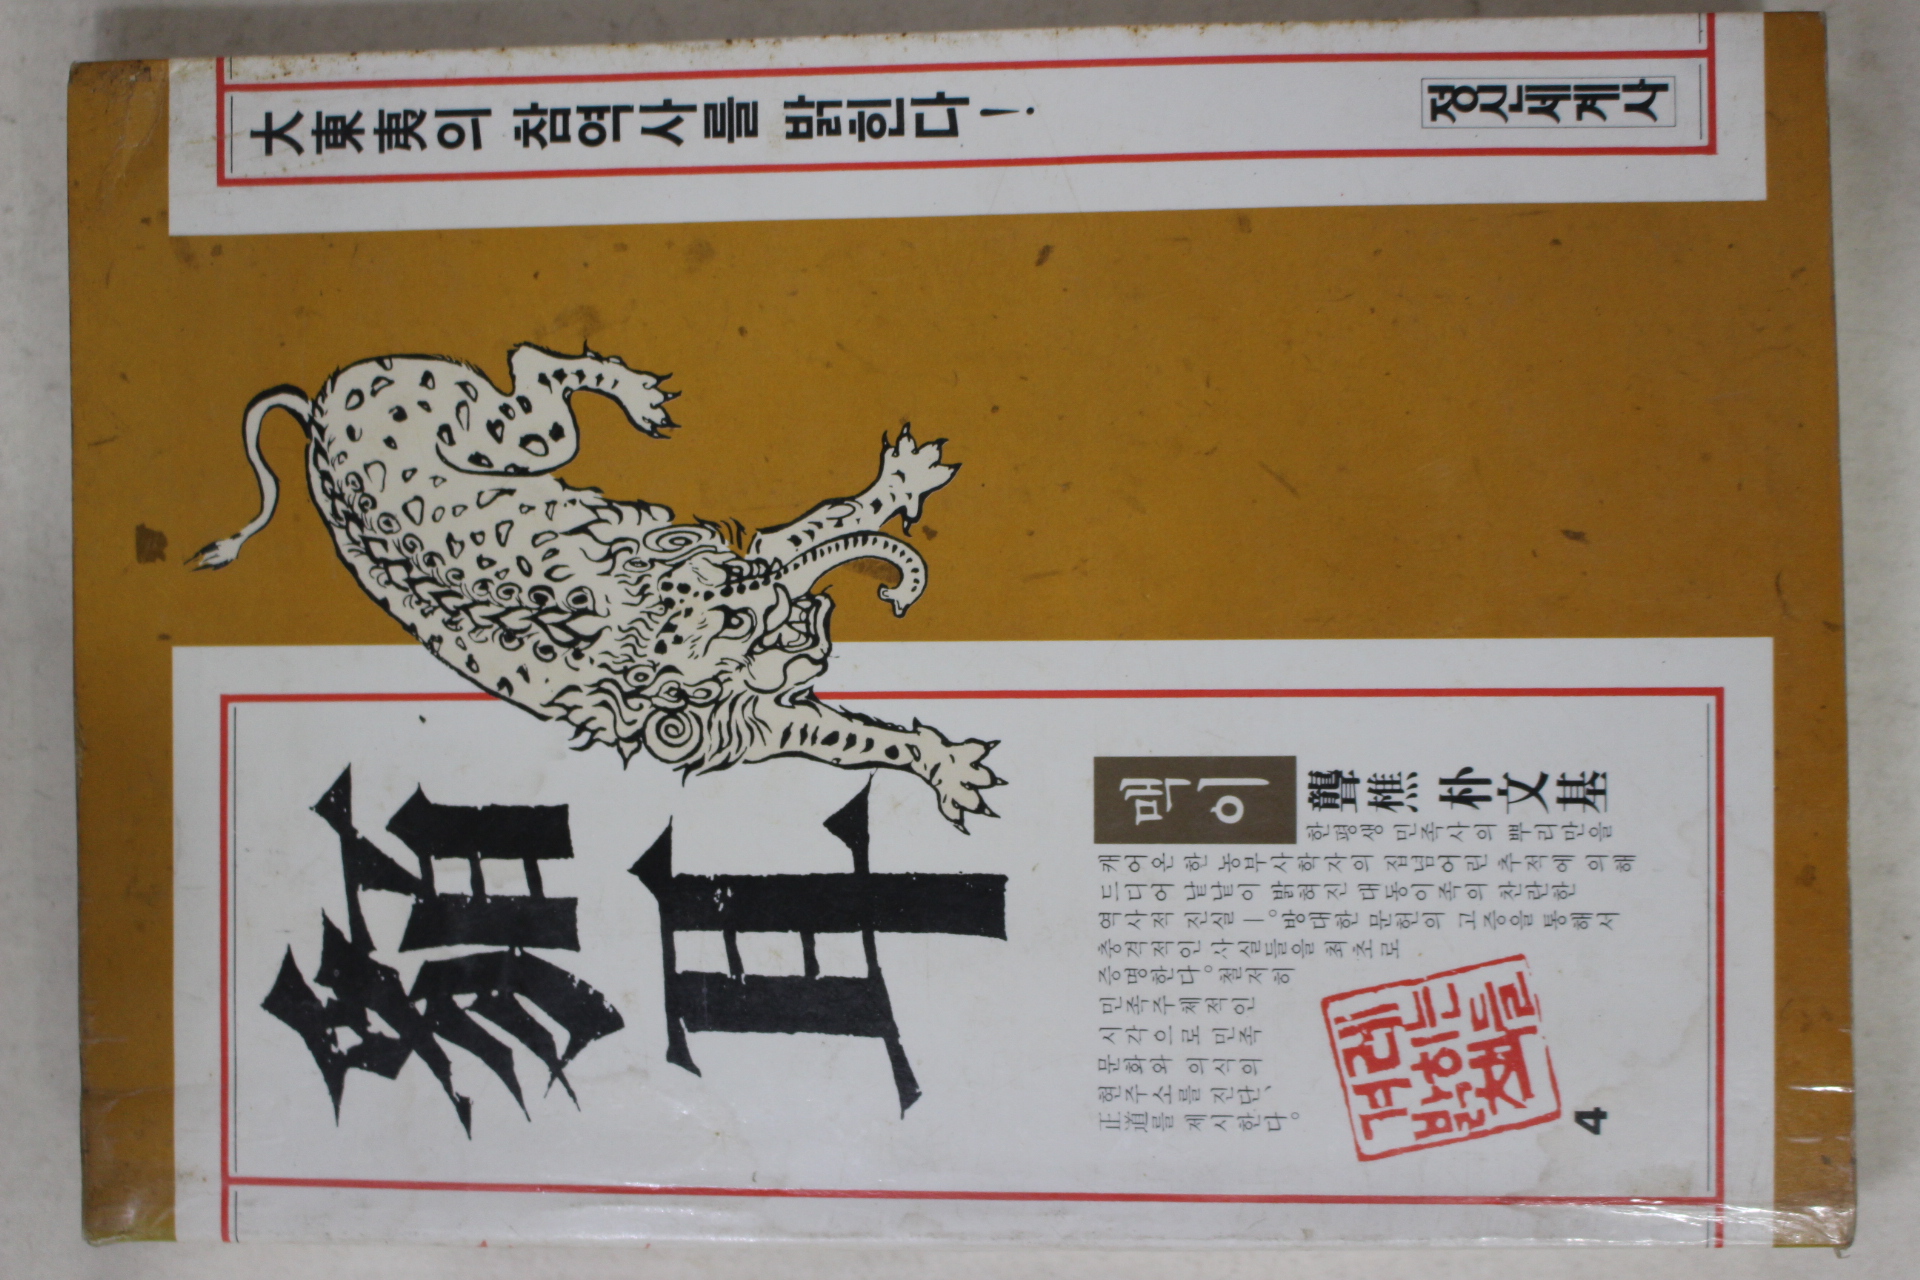 大東夷의 참역사를 밝힌다!
정신세계사
貊耳
맥이
聾樵 朴文基
한평생 민족사의 뿌리만을
캐어온 한 농부사학자의 집념어린 추적에 의해
드디어 낱낱이 밝혀진 대동이족의 찬란한
역사적 진실—。방대한 문헌의 고증을 통해서
충격적인 사실들을 최초로
증명한다。철저히
민족주체적인
시각으로 민족
문화와 의식의
현주소를 진단、
正道를 제시한다。
겨레
밝히는
책들
4